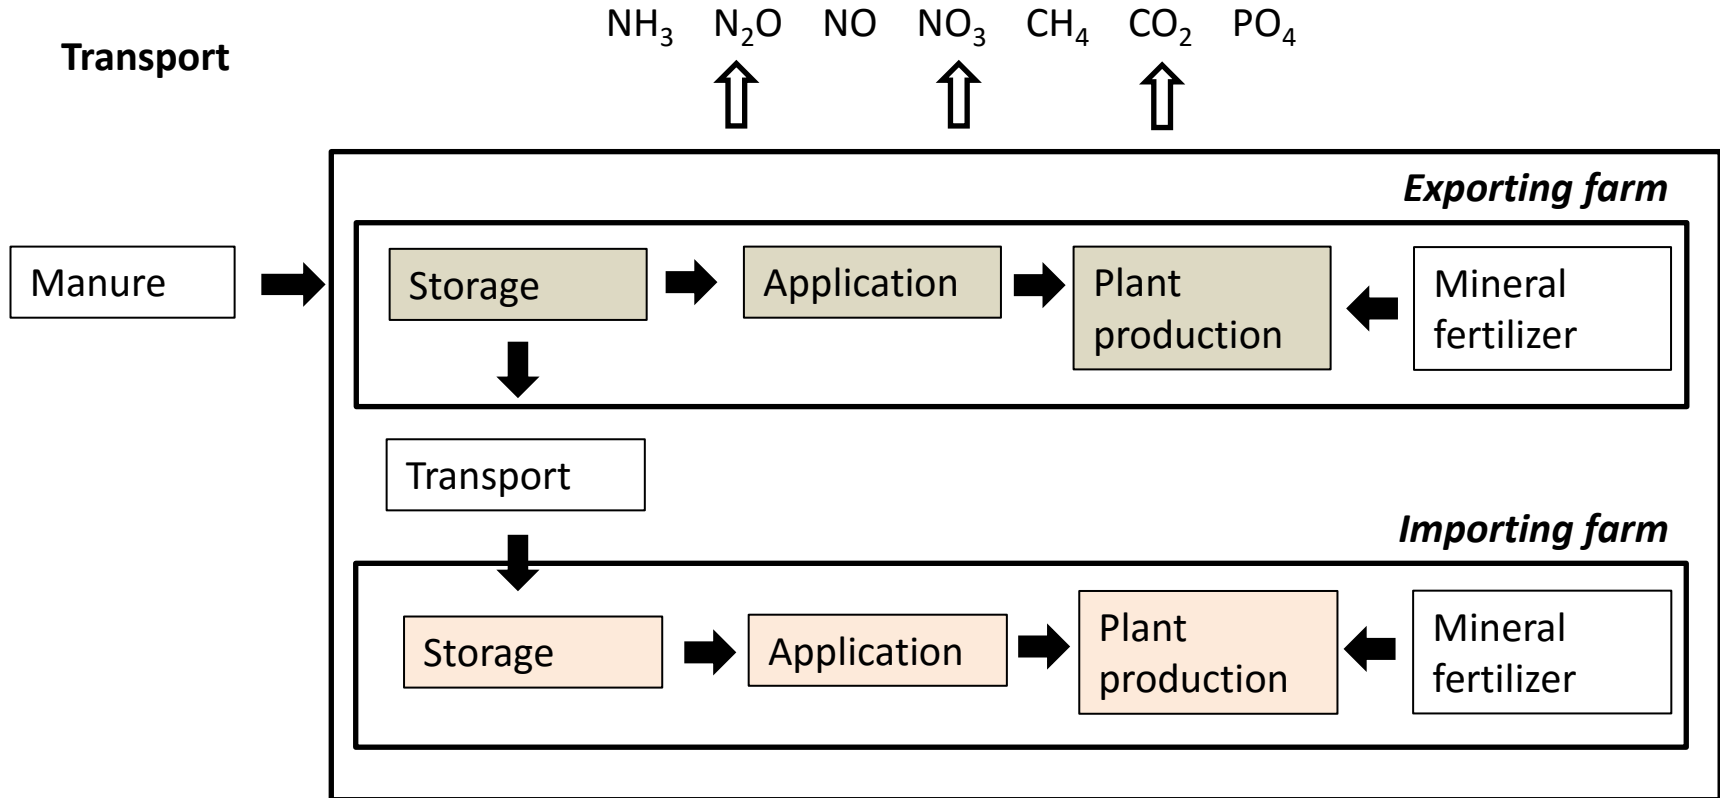 NH₃ N₂O NO NO₃ CH₄ CO₂ PO₄
Transport
Exporting farm
Manure
Storage
Application
Plant
production
Mineral
fertilizer
Transport
Importing farm
Storage
Application
Plant
production
Mineral
fertilizer